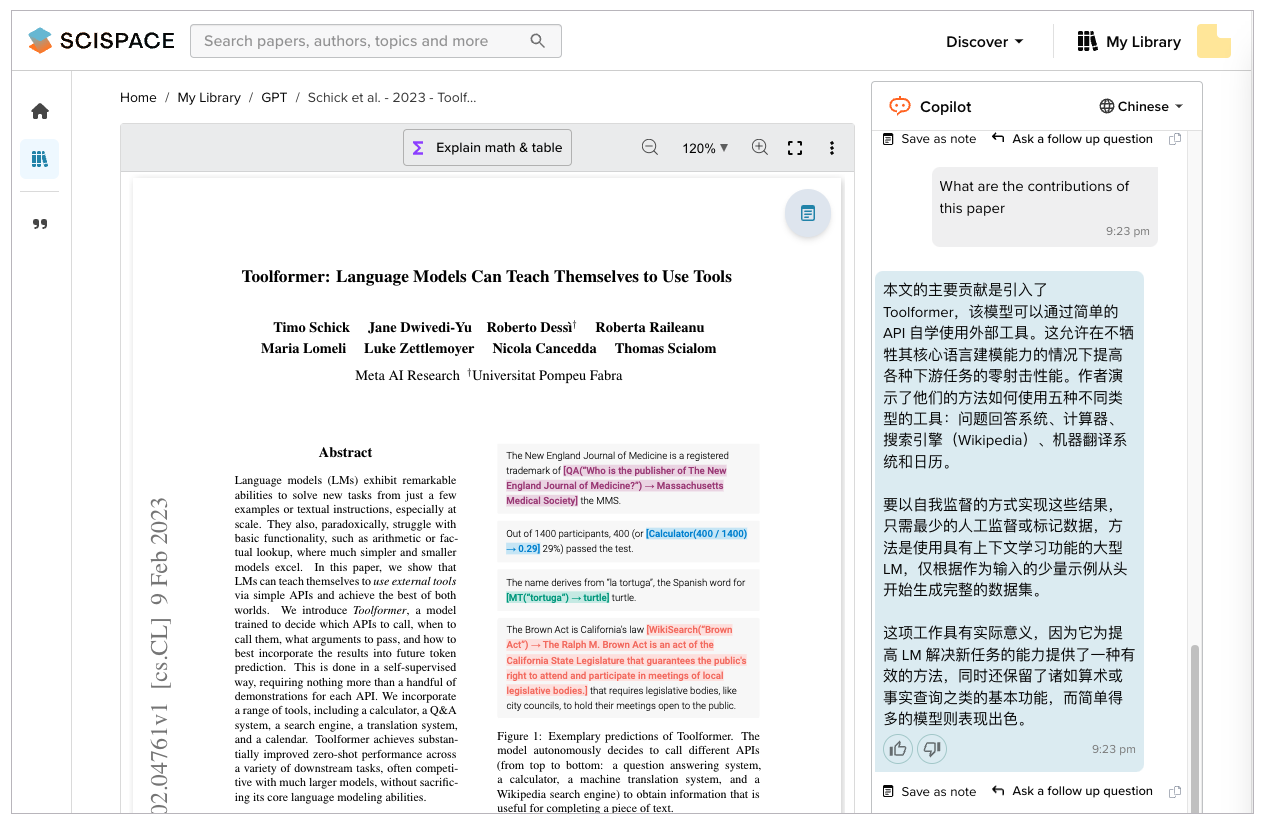 SCISPACE
Search papers, authors, topics and more
Discover
My Library
Home / My Library / GPT / Schick et al. - 2023 - Toolf...
Explain math & table
120%
Toolformer: Language Models Can Teach Themselves to Use Tools
Timo Schick Jane Dwivedi-Yu Roberto Dessì† Roberta Raileanu
Maria Lomeli Luke Zettlemoyer Nicola Cancedda Thomas Scialom
Meta AI Research †Universitat Pompeu Fabra
02.04761v1 [cs.CL] 9 Feb 2023
Abstract
Language models (LMs) exhibit remarkable
abilities to solve new tasks from just a few
examples or textual instructions, especially at
scale. They also, paradoxically, struggle with
basic functionality, such as arithmetic or fac-
tual lookup, where much simpler and smaller
models excel. In this paper, we show that
LMs can teach themselves to use external tools
via simple APIs and achieve the best of both
worlds. We introduce Toolformer, a model
trained to decide which APIs to call, when to
call them, what arguments to pass, and how to
best incorporate the results into future token
prediction. This is done in a self-supervised
way, requiring nothing more than a handful of
demonstrations for each API. We incorporate
a range of tools, including a calculator, a Q&A
system, a search engine, a translation system,
and a calendar. Toolformer achieves substan-
tially improved zero-shot performance across
a variety of downstream tasks, often competi-
tive with much larger models, without sacrific-
ing its core language modeling abilities.
The New England Journal of Medicine is a registered
trademark of [QA("Who is the publisher of The New
England Journal of Medicine?") → Massachusetts
Medical Society] the MMS.
Out of 1400 participants, 400 (or [Calculator(400 / 1400)
→ 0.29] 29%) passed the test.
The name derives from "la tortuga", the Spanish word for
[MT("tortuga") → turtle] turtle.
The Brown Act is California's law [WikiSearch("Brown
Act") → The Ralph M. Brown Act is an act of the
California State Legislature that guarantees the public's
right to attend and participate in meetings of local
legislative bodies.] that requires legislative bodies, like
city councils, to hold their meetings open to the public.
Figure 1: Exemplary predictions of Toolformer. The
model autonomously decides to call different APIs
(from top to bottom: a question answering system,
a calculator, a machine translation system, and a
Wikipedia search engine) to obtain information that is
useful for completing a piece of text.
Copilot
Chinese
Save as note Ask a follow up question
What are the contributions of
this paper
9:23 pm
本文的主要贡献是引入了
Toolformer，该模型可以通过简单的
API 自学使用外部工具。这允许在不牺
牲其核心语言建模能力的情况下提高
各种下游任务的零射击性能。作者演
示了他们的方法如何使用五种不同类
型的工具：问题回答系统、计算器、
搜索引擎（Wikipedia）、机器翻译系
统和日历。
要以自我监督的方式实现这些结果，
只需最少的人工监督或标记数据，方
法是使用具有上下文学习功能的大型
LM，仅根据作为输入的少量示例从头
开始生成完整的数据集。
这项工作具有实际意义，因为它为提
高 LM 解决新任务的能力提供了一种有
效的方法，同时还保留了诸如算术或
事实查询之类的基本功能，而简单得
多的模型则表现出色。
9:23 pm
Save as note Ask a follow up question